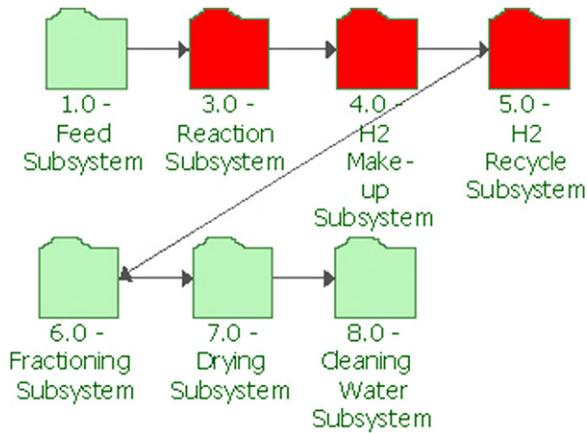 1.0 -
Feed
Subsystem
3.0 -
Reaction
Subsystem
4.0 -
H2
Make-
up
Subsystem
5.0 -
H2
Recycle
Subsystem
6.0 -
Fractioning
Subsystem
7.0 -
Drying
Subsystem
8.0 -
Cleaning
Water
Subsystem